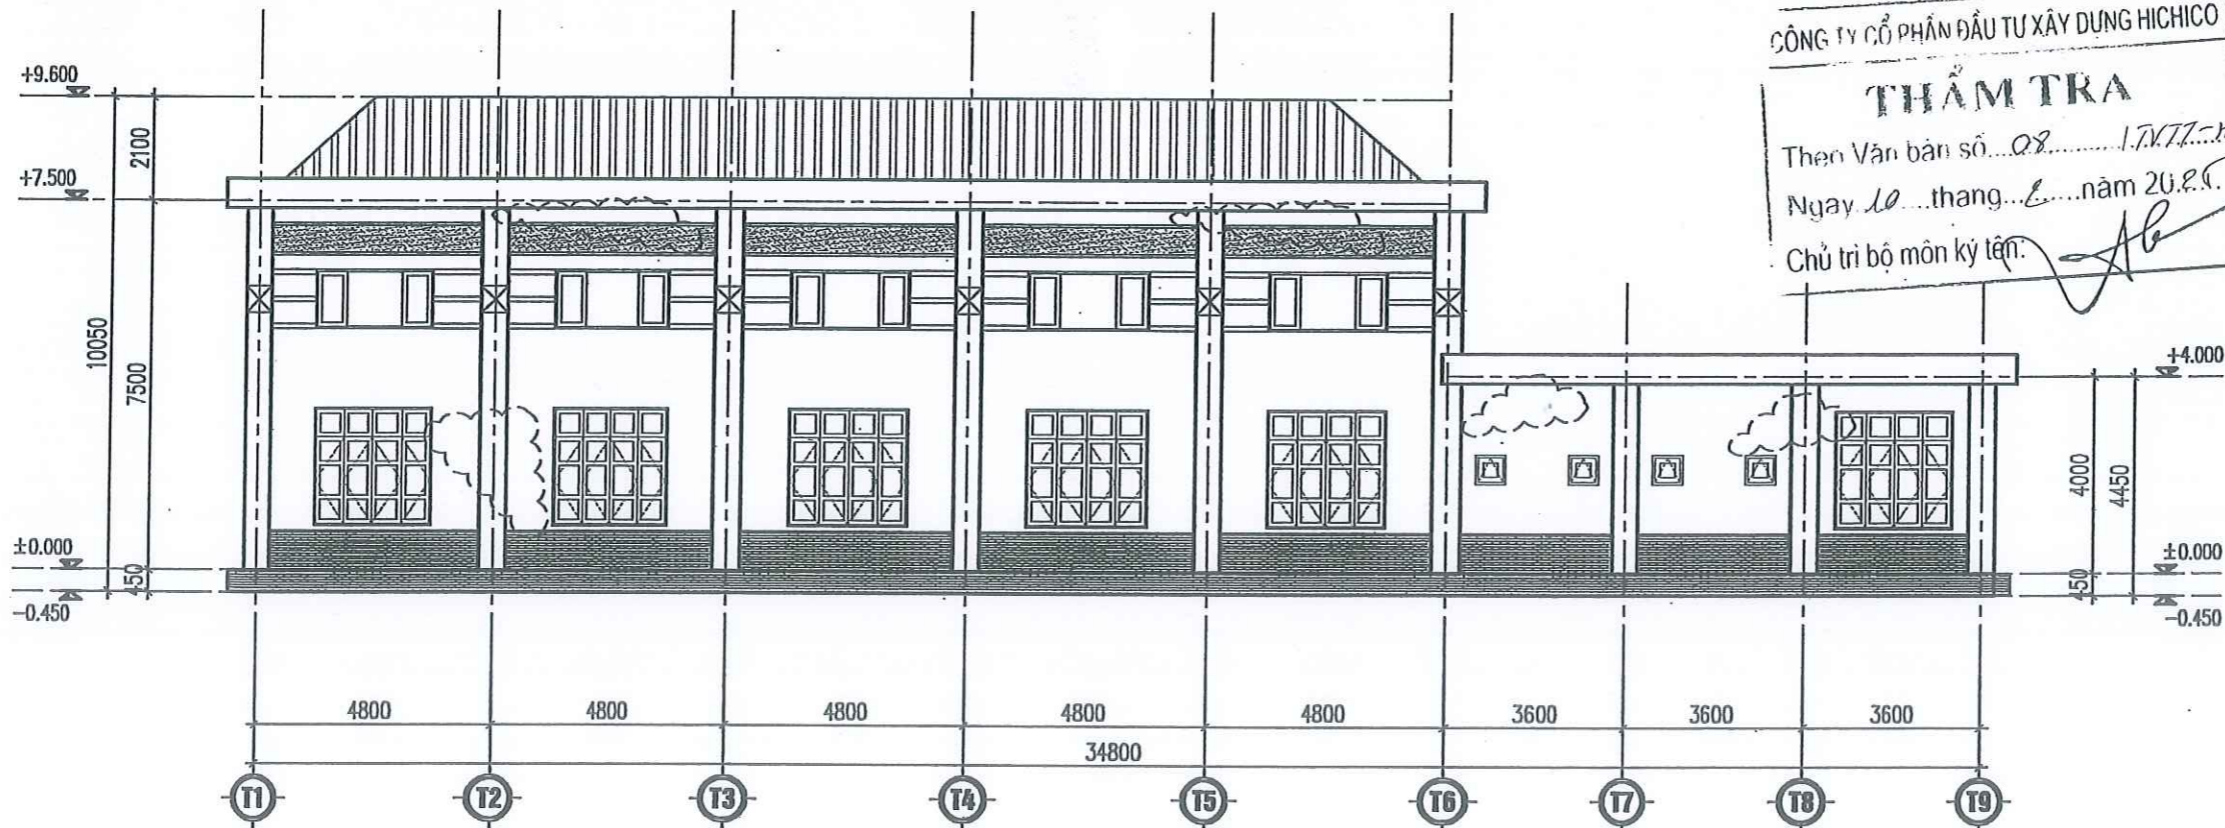 CÔNG TY CỔ PHẦN ĐẦU TƯ XÂY DỰNG HICHICO
THẨM TRA
Theo Văn bản số...08.......
Ngày 10 thang
năm 20
Chủ trì bộ môn ký tên:
+9.600
+7.500
±0.000
-0.450
2100
10050
7500
450
+4.000
±0.000
-0.450
4000
4450
450
4800
4800
4800
4800
4800
3600
3600
3600
34800
T1
T2
T3
T4
T5
T6
T7
T8
T9